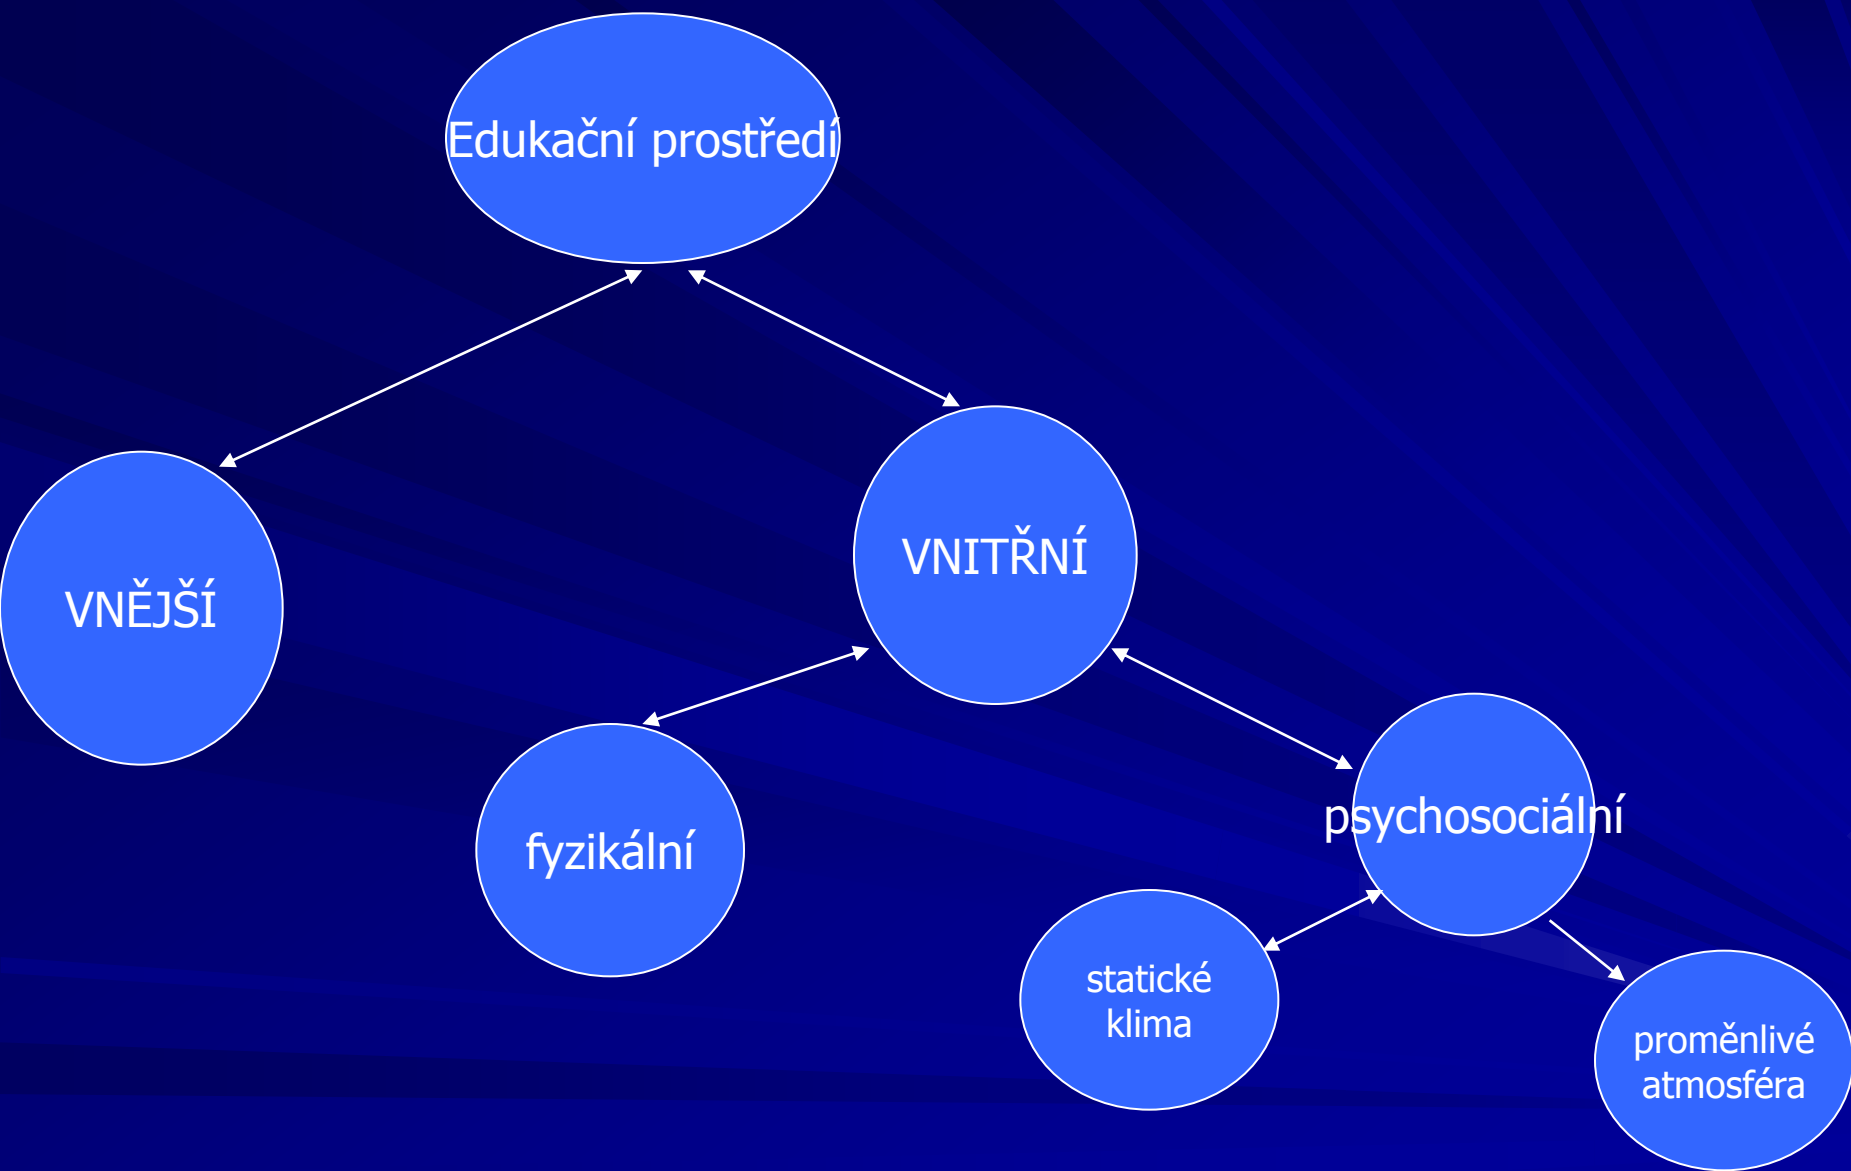 Edukační prostředí
VNITŘNÍ
VNĚJŠÍ
fyzikální
psychosociální
statické
klima
proměnlivé
atmosféra